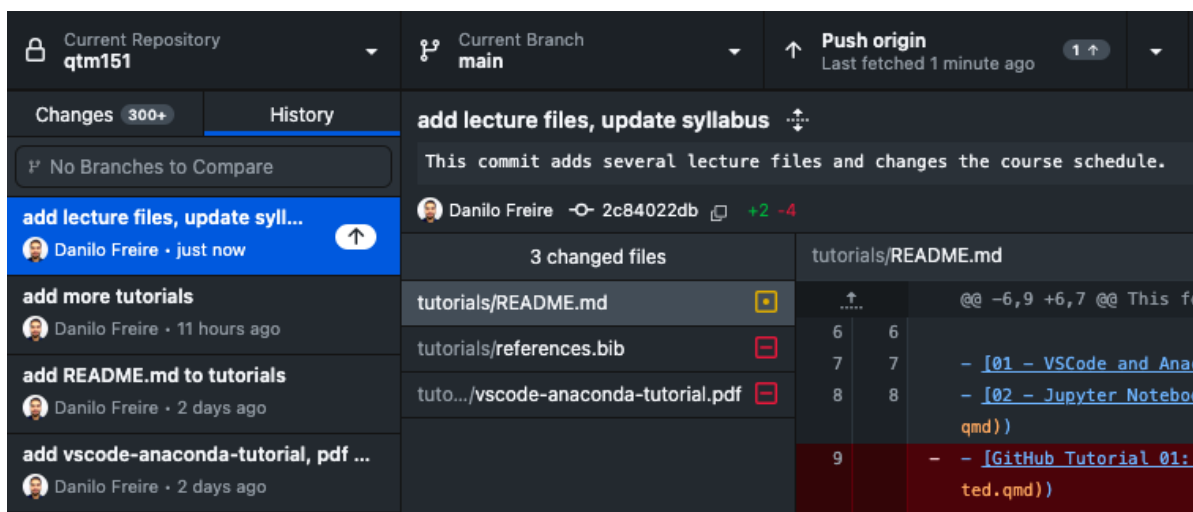 Current Repository
qtm151
Current Branch
main
Push origin
Last fetched 1 minute ago
1 ↑
Changes 300+
History
No Branches to Compare
add lecture files, update syll...
Danilo Freire • just now
add more tutorials
Danilo Freire • 11 hours ago
add README.md to tutorials
Danilo Freire • 2 days ago
add vscode-anaconda-tutorial, pdf ...
Danilo Freire • 2 days ago
add lecture files, update syllabus
This commit adds several lecture files and changes the course schedule.
Danilo Freire 2c84022db +2 -4
3 changed files
tutorials/README.md
tutorials/references.bib
tuto.../vscode-anaconda-tutorial.pdf
tutorials/README.md
@@ -6,9 +6,7 @@ This
6 6
7 7 - [01 – VSCode and
8 8 - [02 – Jupyter
qmd))
9 - - [GitHub Tutorial 01:
ted.qmd))